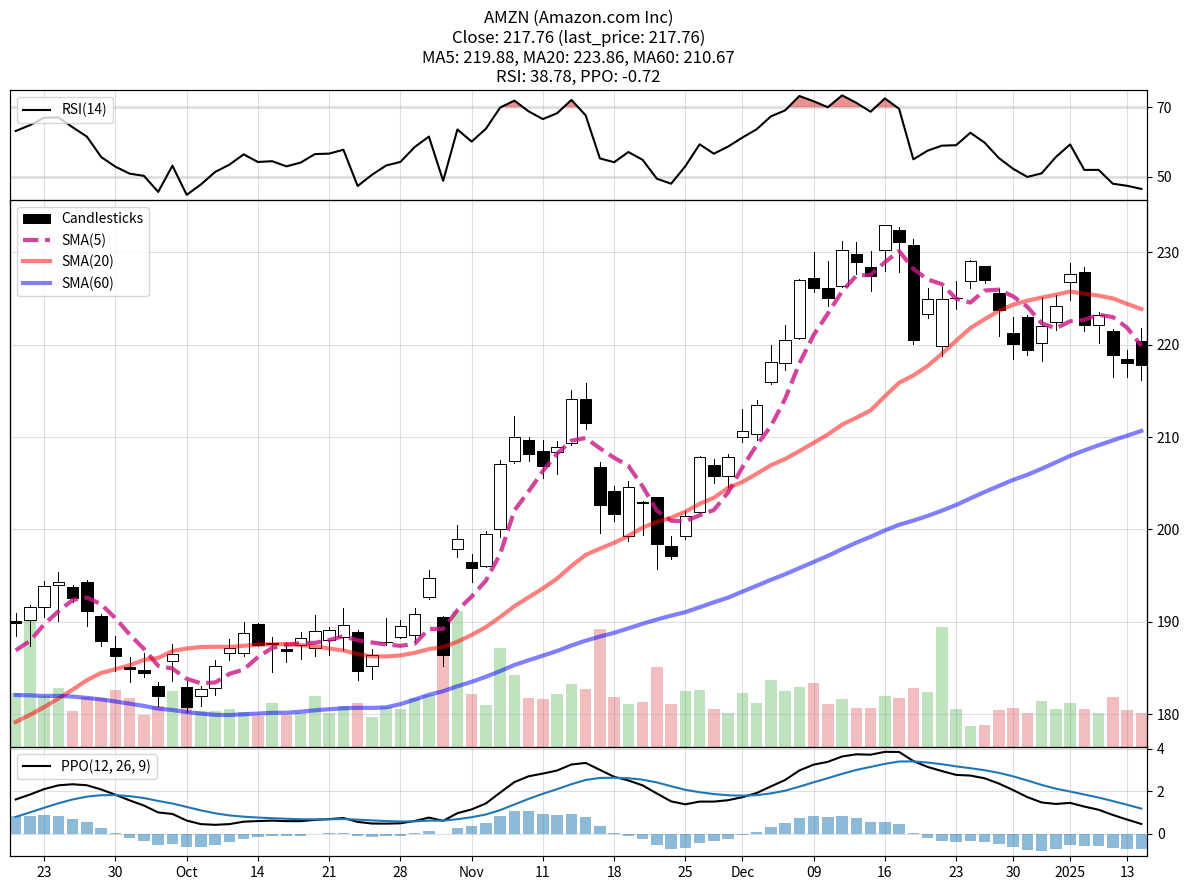 AMZN (Amazon.com Inc)
Close: 217.76 (last_price: 217.76)
MA5: 219.88, MA20: 223.86, MA60: 210.67
RSI: 38.78, PPO: -0.72
RSI(14)
70
50
Candlesticks
SMA(5)
SMA(20)
SMA(60)
230
220
210
200
190
180
PPO(12, 26, 9)
4
2
0
23 30 Oct 14 21 28 Nov 11 18 25 Dec 09 16 23 30 2025 13